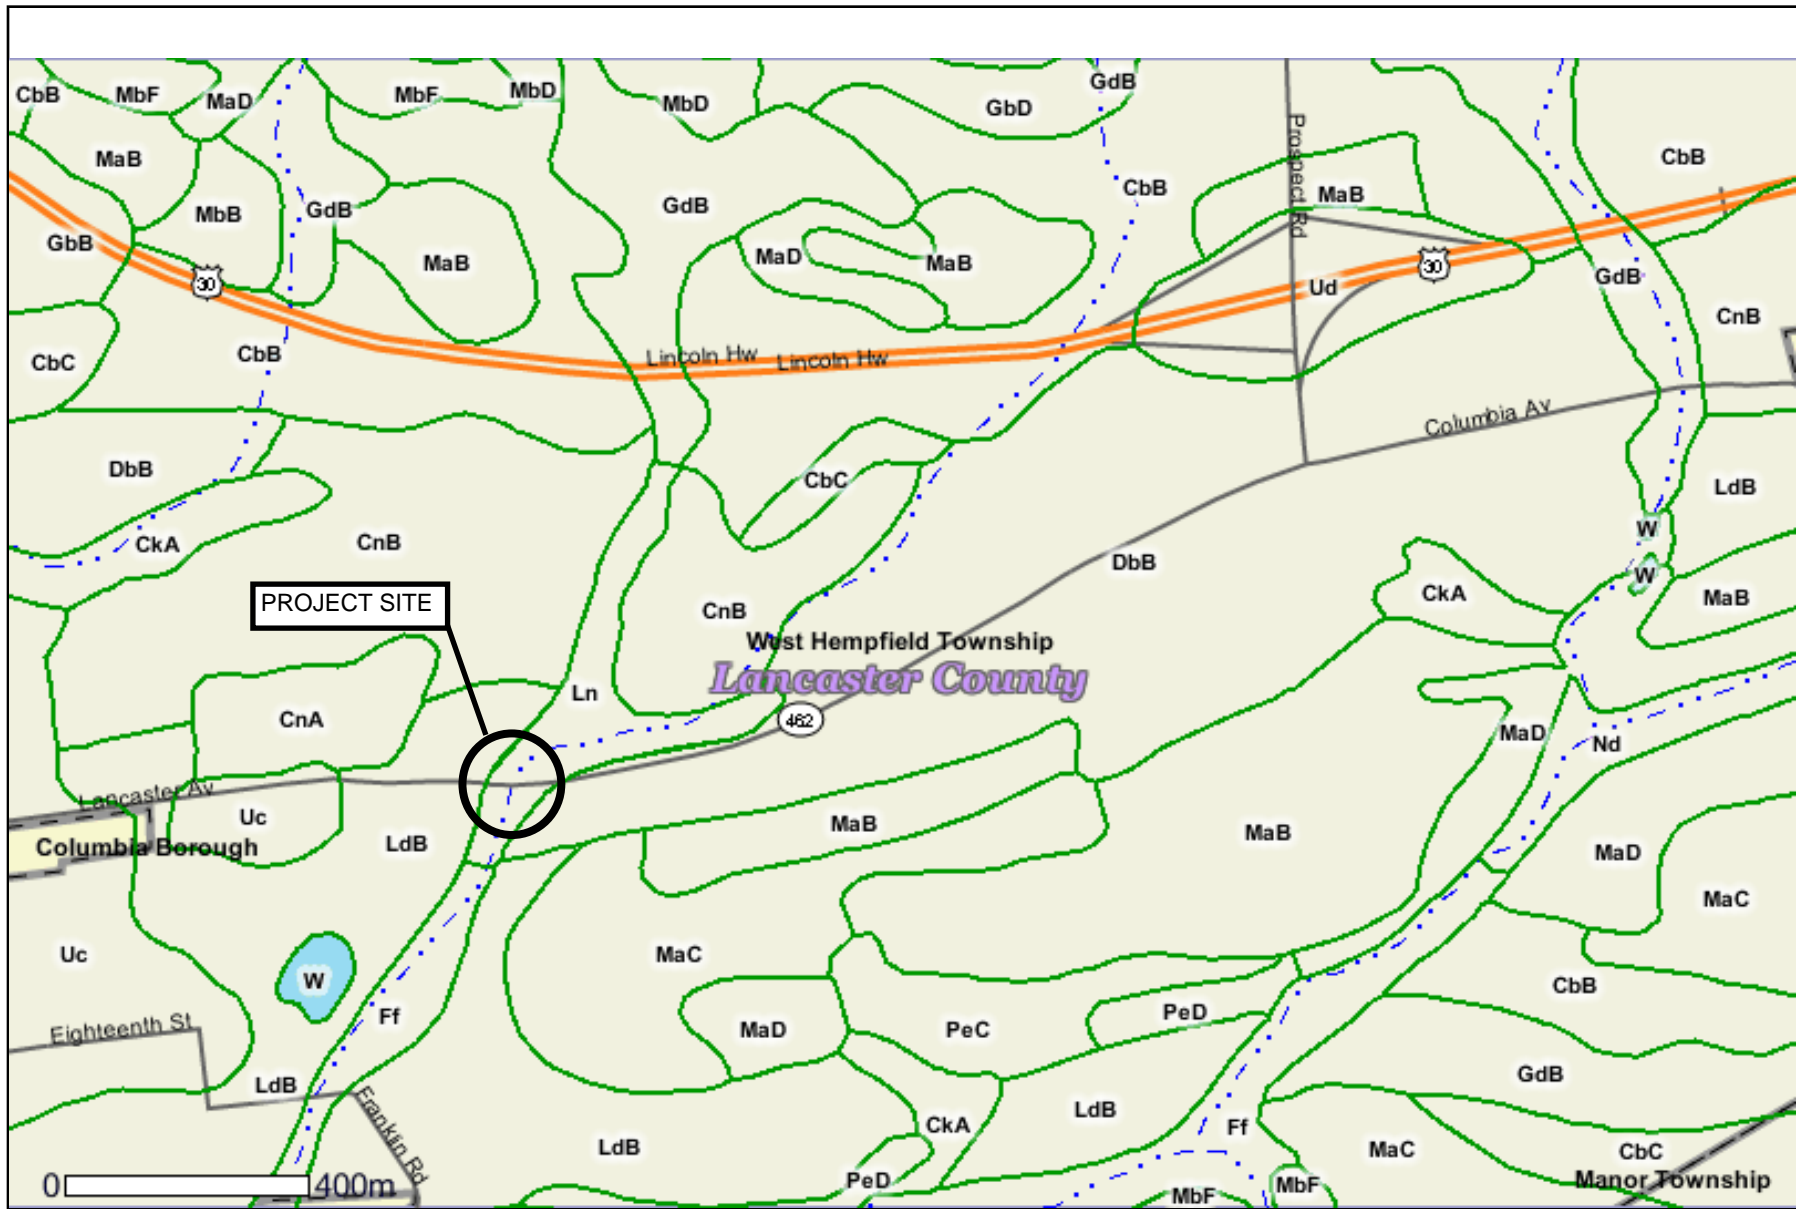 CbB
MbF
MaD
MbF
MbD
MbD
GbD
GdB
MaB
Prospect Rd
CbB
CbB
MaB
MbB
GdB
GdB
GbB
MaB
MaD
MaB
30
30
Ud
GdB
CnB
CbC
CbB
Lincoln Hw
Lincoln Hw
Columbia Av
DbB
CbC
LdB
W
CkA
CnB
DbB
W
PROJECT SITE
CkA
MaB
CnB
West Hempfield Township
Lancaster County
Ln
CnA
462
MaD
Nd
Lancaster Av
Uc
LdB
MaB
MaB
Columbia Borough
MaD
MaC
Uc
W
MaC
CbB
Ff
MaD
PeC
PeD
Eighteenth St
GdB
LdB
Franklin Rd
CkA
LdB
Ff
LdB
MaC
CbC
PeD
Manor Township
MbF
MbF
0
400m